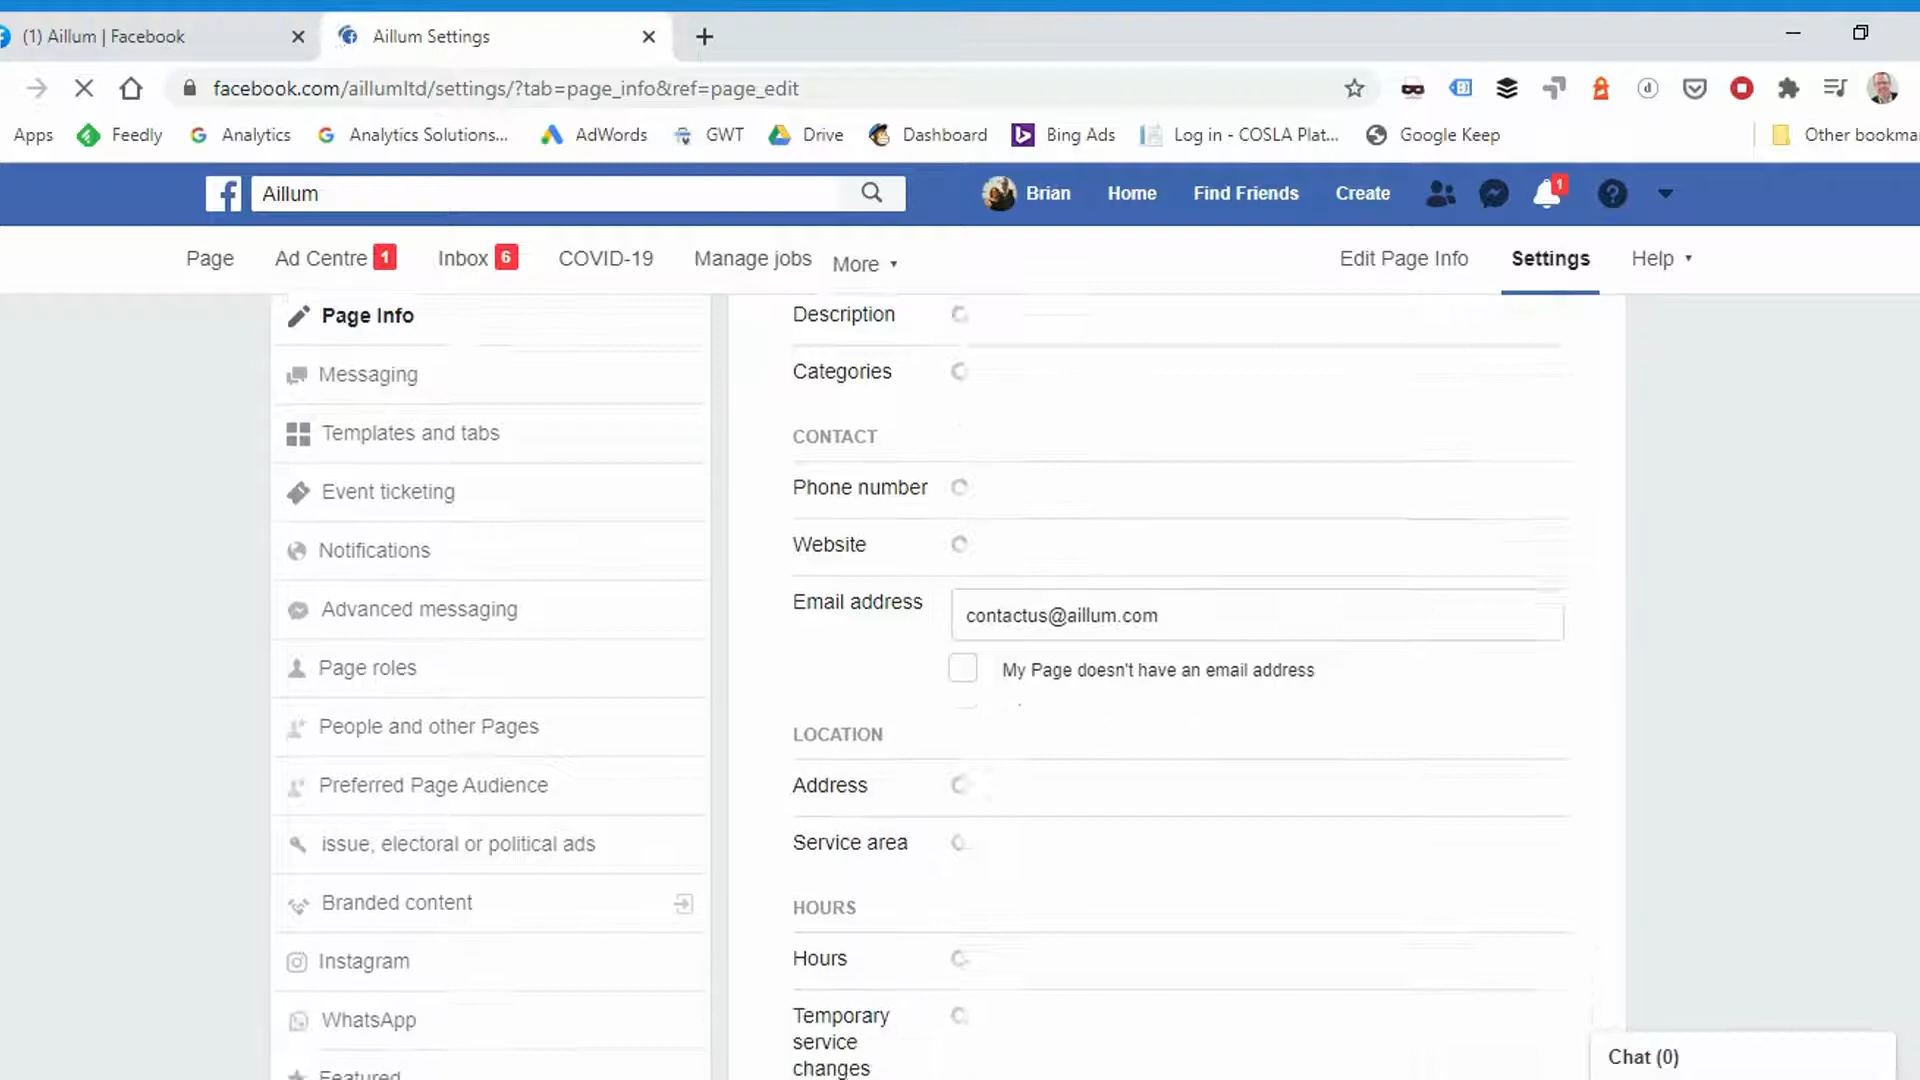 (1) Aillum | Facebook
Aillum Settings
facebook.com/aillumltd/settings/?tab=page_info&ref=page_edit
Apps
Feedly
Analytics
Analytics Solutions...
AdWords
GWT
Drive
Dashboard
Bing Ads
Log in - COSLA Plat...
Google Keep
Other bookma
Aillum
Brian
Home
Find Friends
Create
1
Page
Ad Centre 1
Inbox 6
COVID-19
Manage jobs
More
Edit Page Info
Settings
Help
Page Info
Messaging
Templates and tabs
Event ticketing
Notifications
Advanced messaging
Page roles
People and other Pages
Preferred Page Audience
issue, electoral or political ads
Branded content
Instagram
WhatsApp
Featured
Description
Categories
CONTACT
Phone number
Website
Email address
contactus@aillum.com
My Page doesn't have an email address
LOCATION
Address
Service area
HOURS
Hours
Temporary
service
changes
Chat (0)